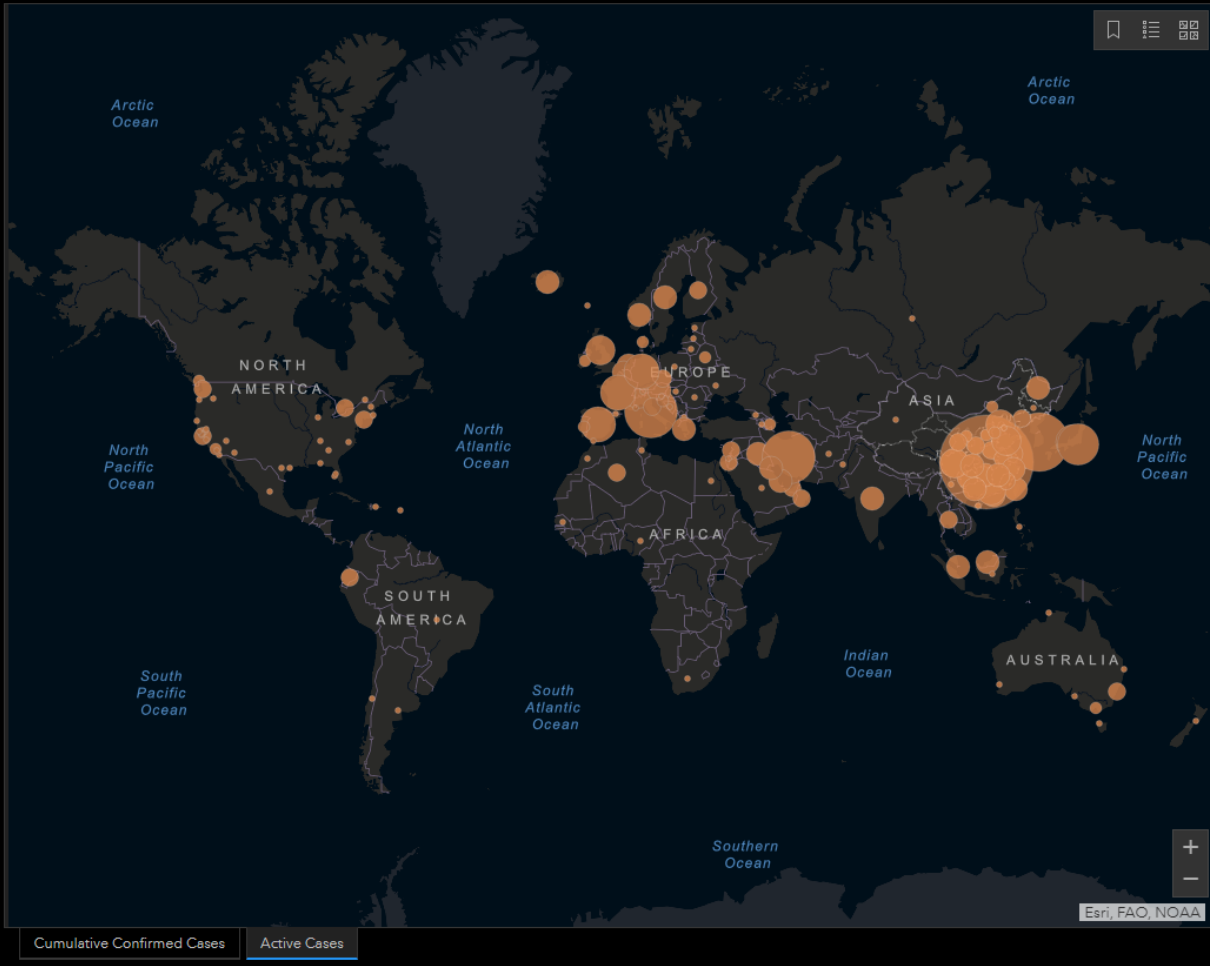 Arctic
Ocean
Arctic
Ocean
NORTH
AMERICA
EUROPE
ASIA
North
Pacific
Ocean
North
Atlantic
Ocean
North
Pacific
Ocean
AFRICA
SOUTH
AMERICA
Indian
Ocean
AUSTRALIA
South
Pacific
Ocean
South
Atlantic
Ocean
Southern
Ocean
+
−
Esri, FAO, NOAA
Cumulative Confirmed Cases
Active Cases